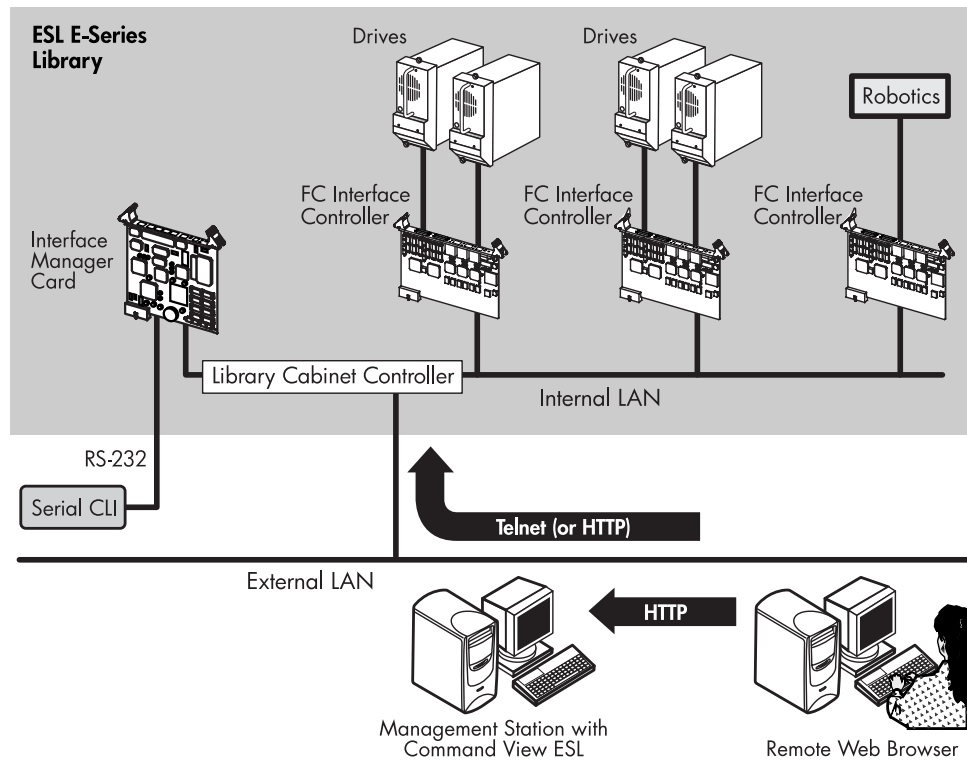 ESL E-Series
Library
Drives
Drives
Robotics
FC Interface
Controller
FC Interface
Controller
FC Interface
Controller
Interface
Manager
Card
Library Cabinet Controller
Internal LAN
RS-232
Serial CLI
Telnet (or HTTP)
External LAN
HTTP
Management Station with
Command View ESL
Remote Web Browser